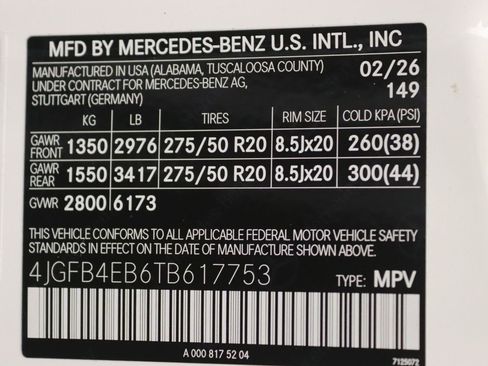 MFD BY MERCEDES-BENZ U.S. INTL., INC
MANUFACTURED IN USA (ALABAMA, TUSCALOOSA COUNTY) 02/26
UNDER CONTRACT FOR MERCEDES-BENZ AG, 149
STUTTGART (GERMANY)
KG LB TIRES RIM SIZE COLD KPA (PSI)
GAWR FRONT 1350 2976 275/50 R20 8.5Jx20 260(38)
GAWR REAR 1550 3417 275/50 R20 8.5Jx20 300(44)
GVWR 2800 6173
THIS VEHICLE CONFORMS TO ALL APPLICABLE FEDERAL MOTOR VEHICLE SAFETY
STANDARDS IN EFFECT ON THE DATE OF MANUFACTURE SHOWN ABOVE.
4JGFB4EB6TB617753 TYPE: MPV
A 000 817 52 04
7125072